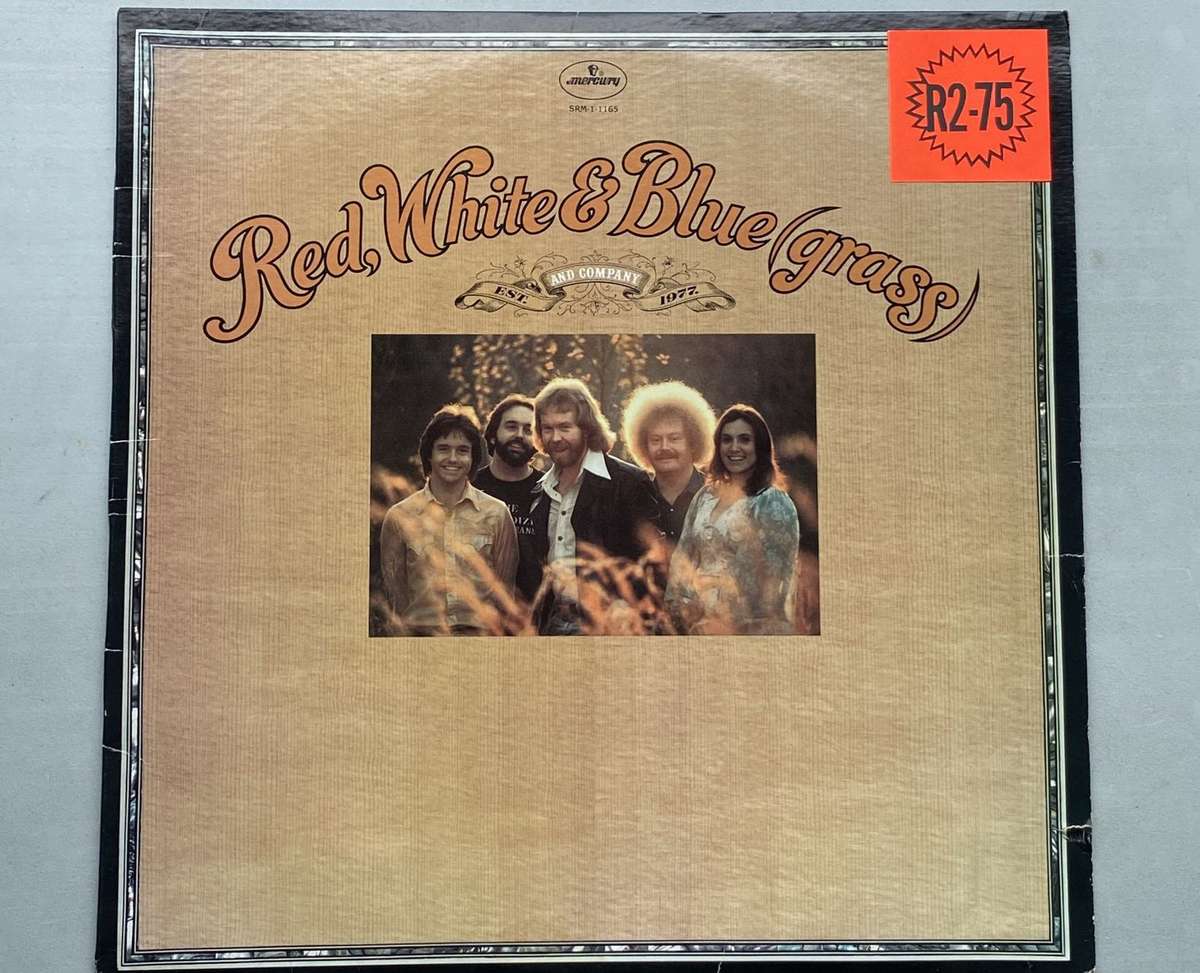 mercury
SRM-1-1165
R2-75
Red, White & Blue (grass)
AND COMPANY
EST. 1977.